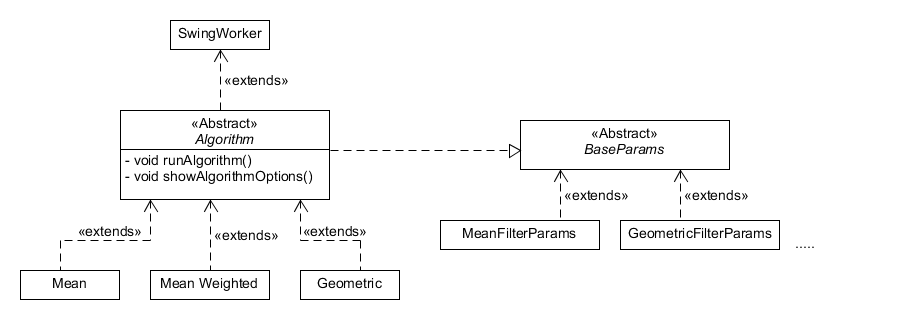 SwingWorker
«extends»
«Abstract»
Algorithm
- void runAlgorithm()
- void showAlgorithmOptions()
«Abstract»
BaseParams
«extends»
«extends»
«extends»
«extends»
«extends»
MeanFilterParams
GeometricFilterParams
.....
Mean
Mean Weighted
Geometric